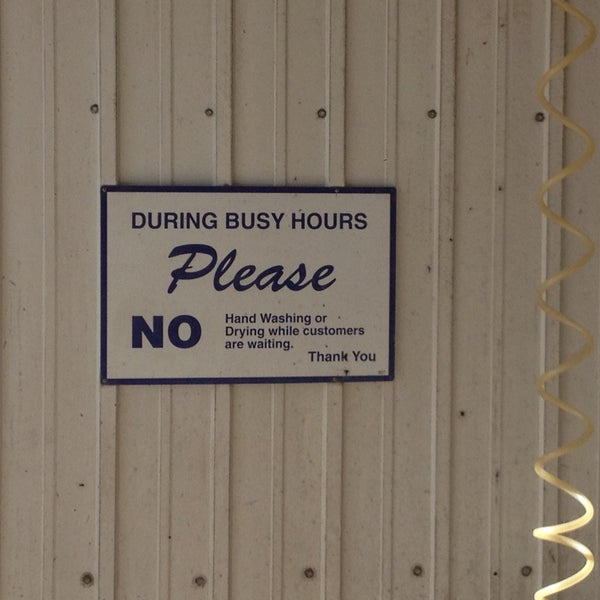 DURING BUSY HOURS
Please
NO
Hand Washing or
Drying while customers
are waiting.
Thank You